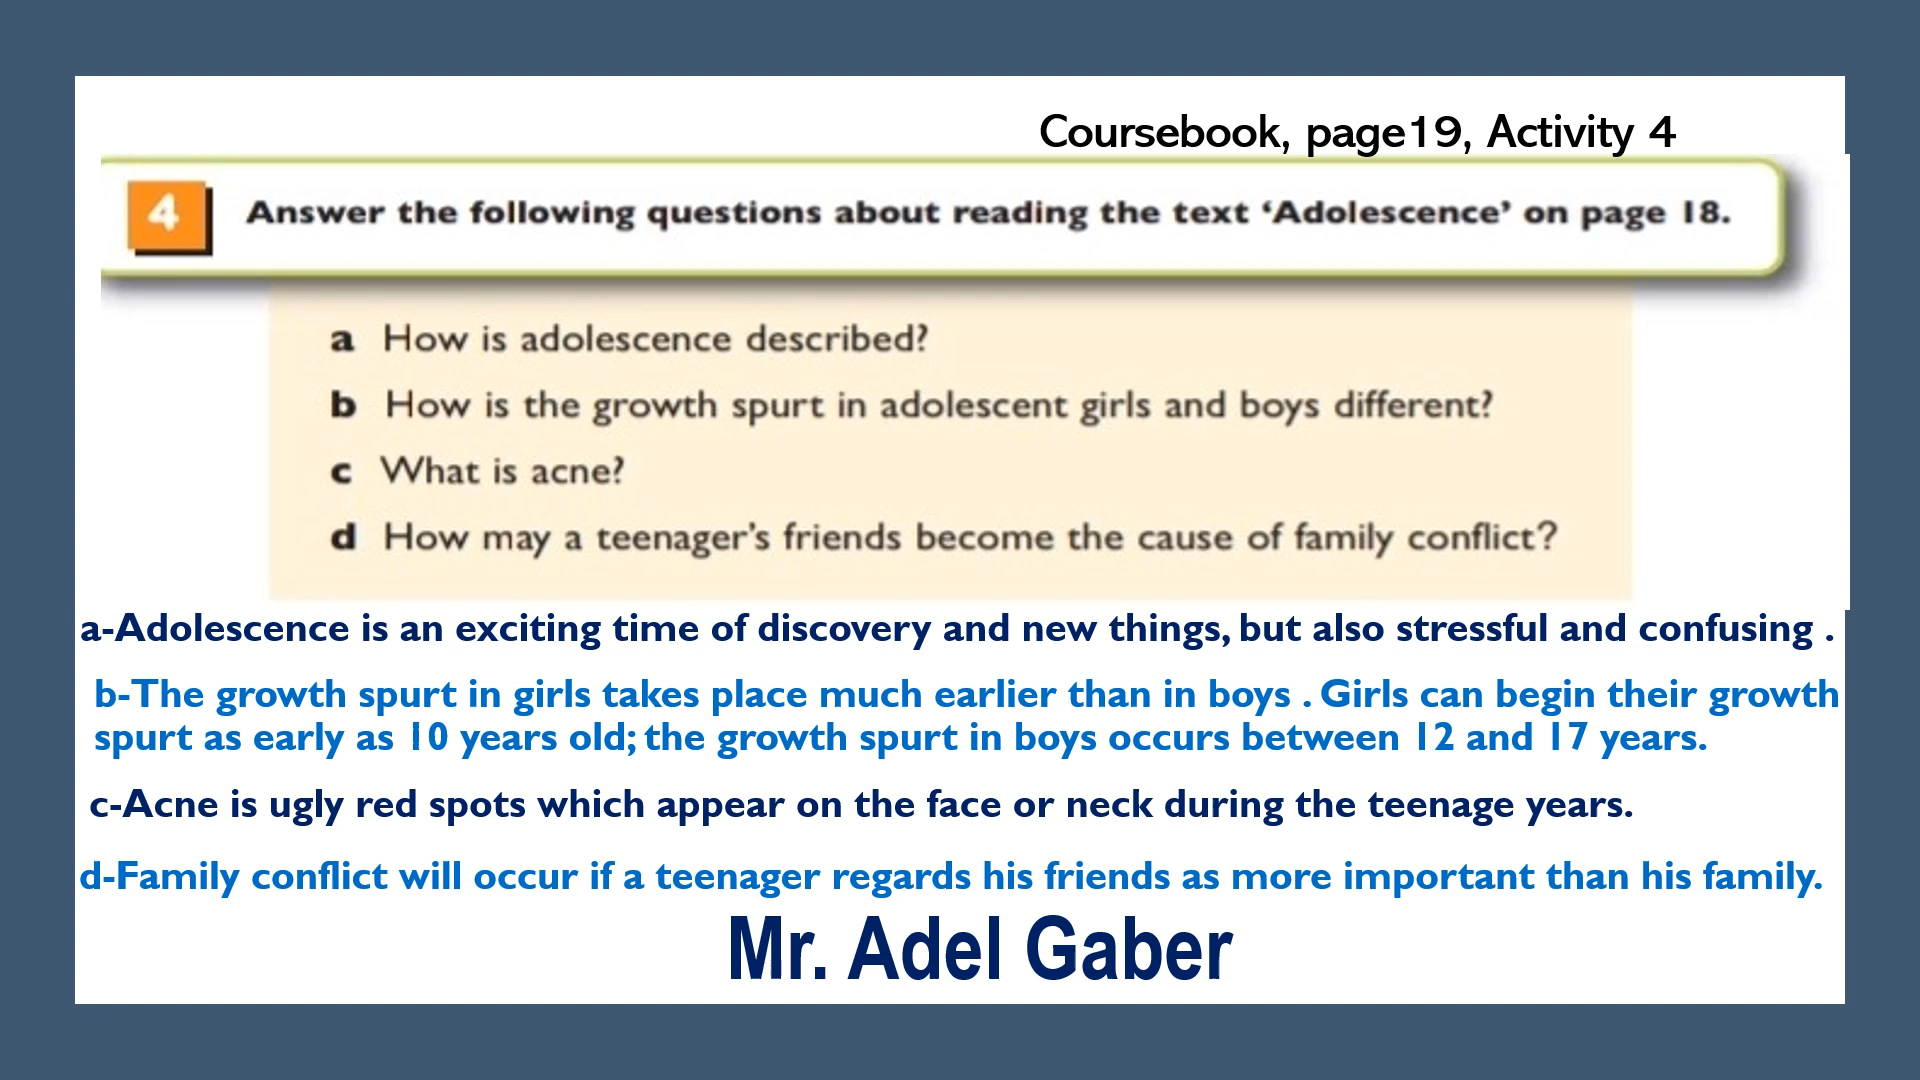 Coursebook, page19, Activity 4
4 Answer the following questions about reading the text ‘Adolescence’ on page 18.
a How is adolescence described?
b How is the growth spurt in adolescent girls and boys different?
c What is acne?
d How may a teenager’s friends become the cause of family conflict?
a-Adolescence is an exciting time of discovery and new things, but also stressful and confusing .
b-The growth spurt in girls takes place much earlier than in boys . Girls can begin their growth
spurt as early as 10 years old; the growth spurt in boys occurs between 12 and 17 years.
c-Acne is ugly red spots which appear on the face or neck during the teenage years.
d-Family conflict will occur if a teenager regards his friends as more important than his family.
Mr. Adel Gaber